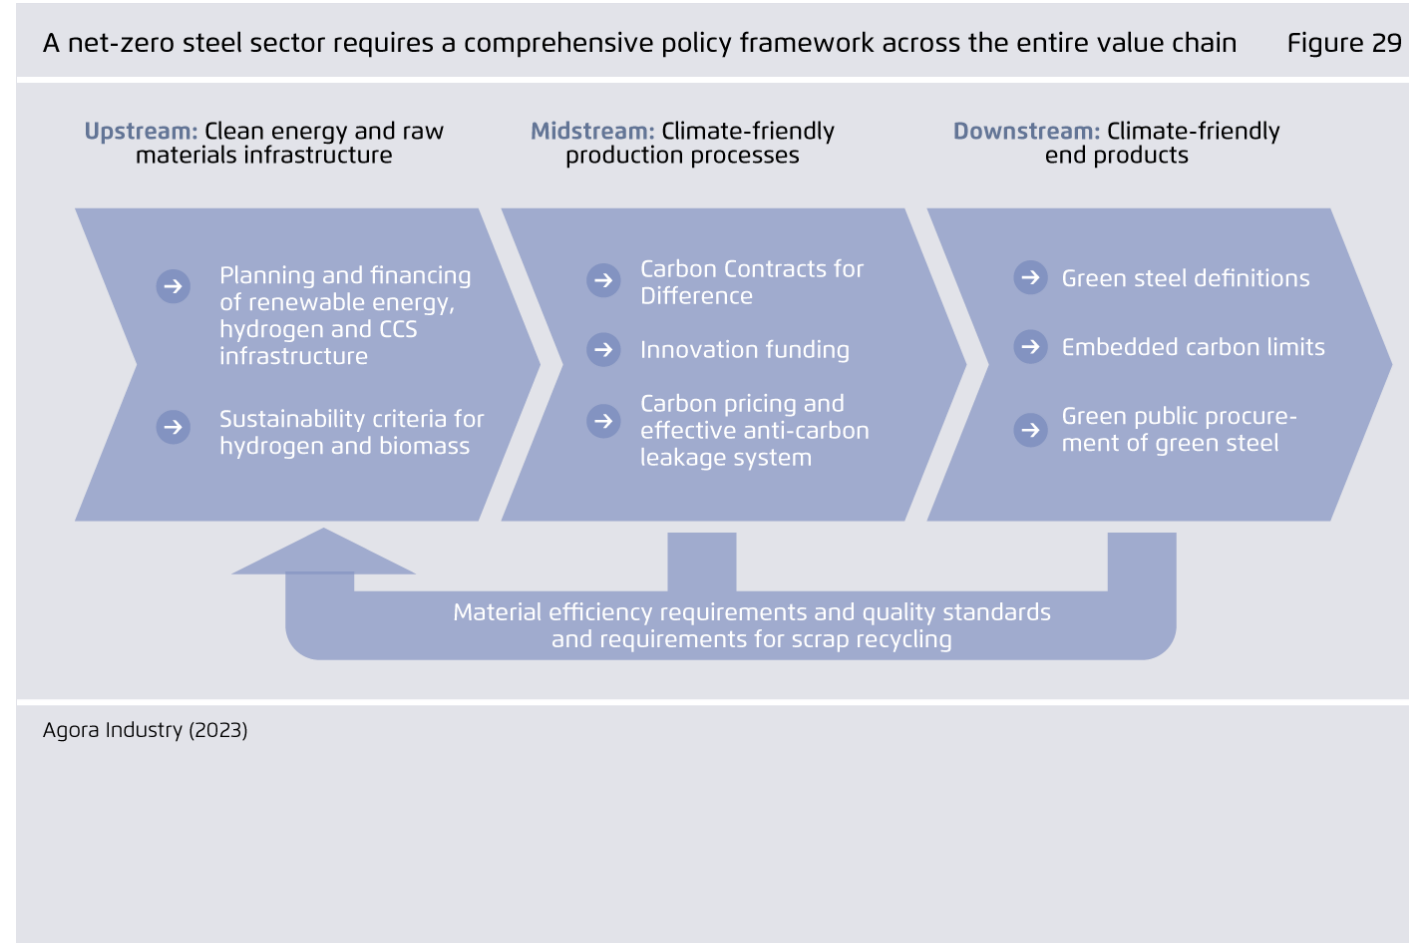 A net-zero steel sector requires a comprehensive policy framework across the entire value chain
Figure 29
Upstream: Clean energy and raw
materials infrastructure
Midstream: Climate-friendly
production processes
Downstream: Climate-friendly
end products
Planning and financing
of renewable energy,
hydrogen and CCS
infrastructure
Sustainability criteria for
hydrogen and biomass
Carbon Contracts for
Difference
Innovation funding
Carbon pricing and
effective anti-carbon
leakage system
Green steel definitions
Embedded carbon limits
Green public procure-
ment of green steel
Material efficiency requirements and quality standards
and requirements for scrap recycling
Agora Industry (2023)